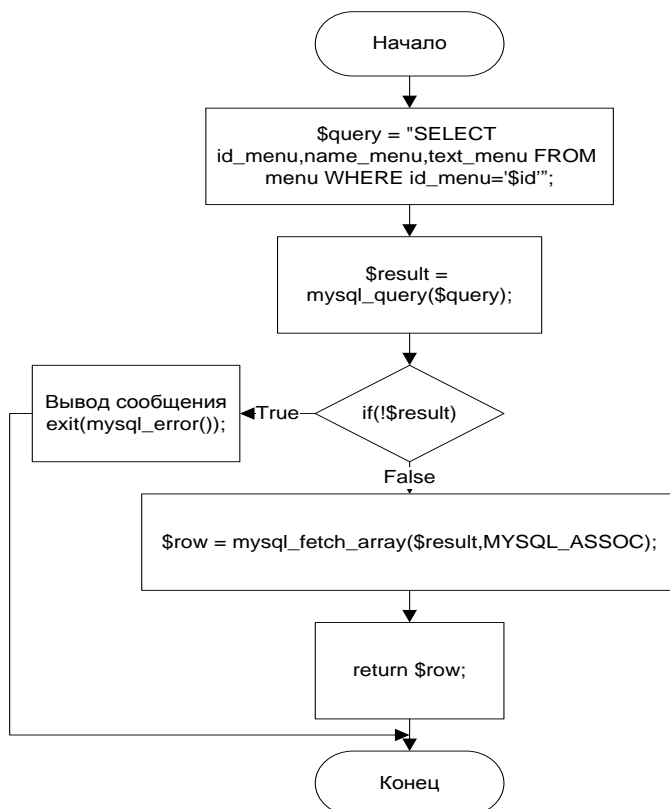 Начало
$query = "SELECT
id_menu,name_menu,text_menu FROM
menu WHERE id_menu='$id'";
$result =
mysql_query($query);
Вывод сообщения
exit(mysql_error());
True
if(!$result)
False
$row = mysql_fetch_array($result,MYSQL_ASSOC);
return $row;
Конец